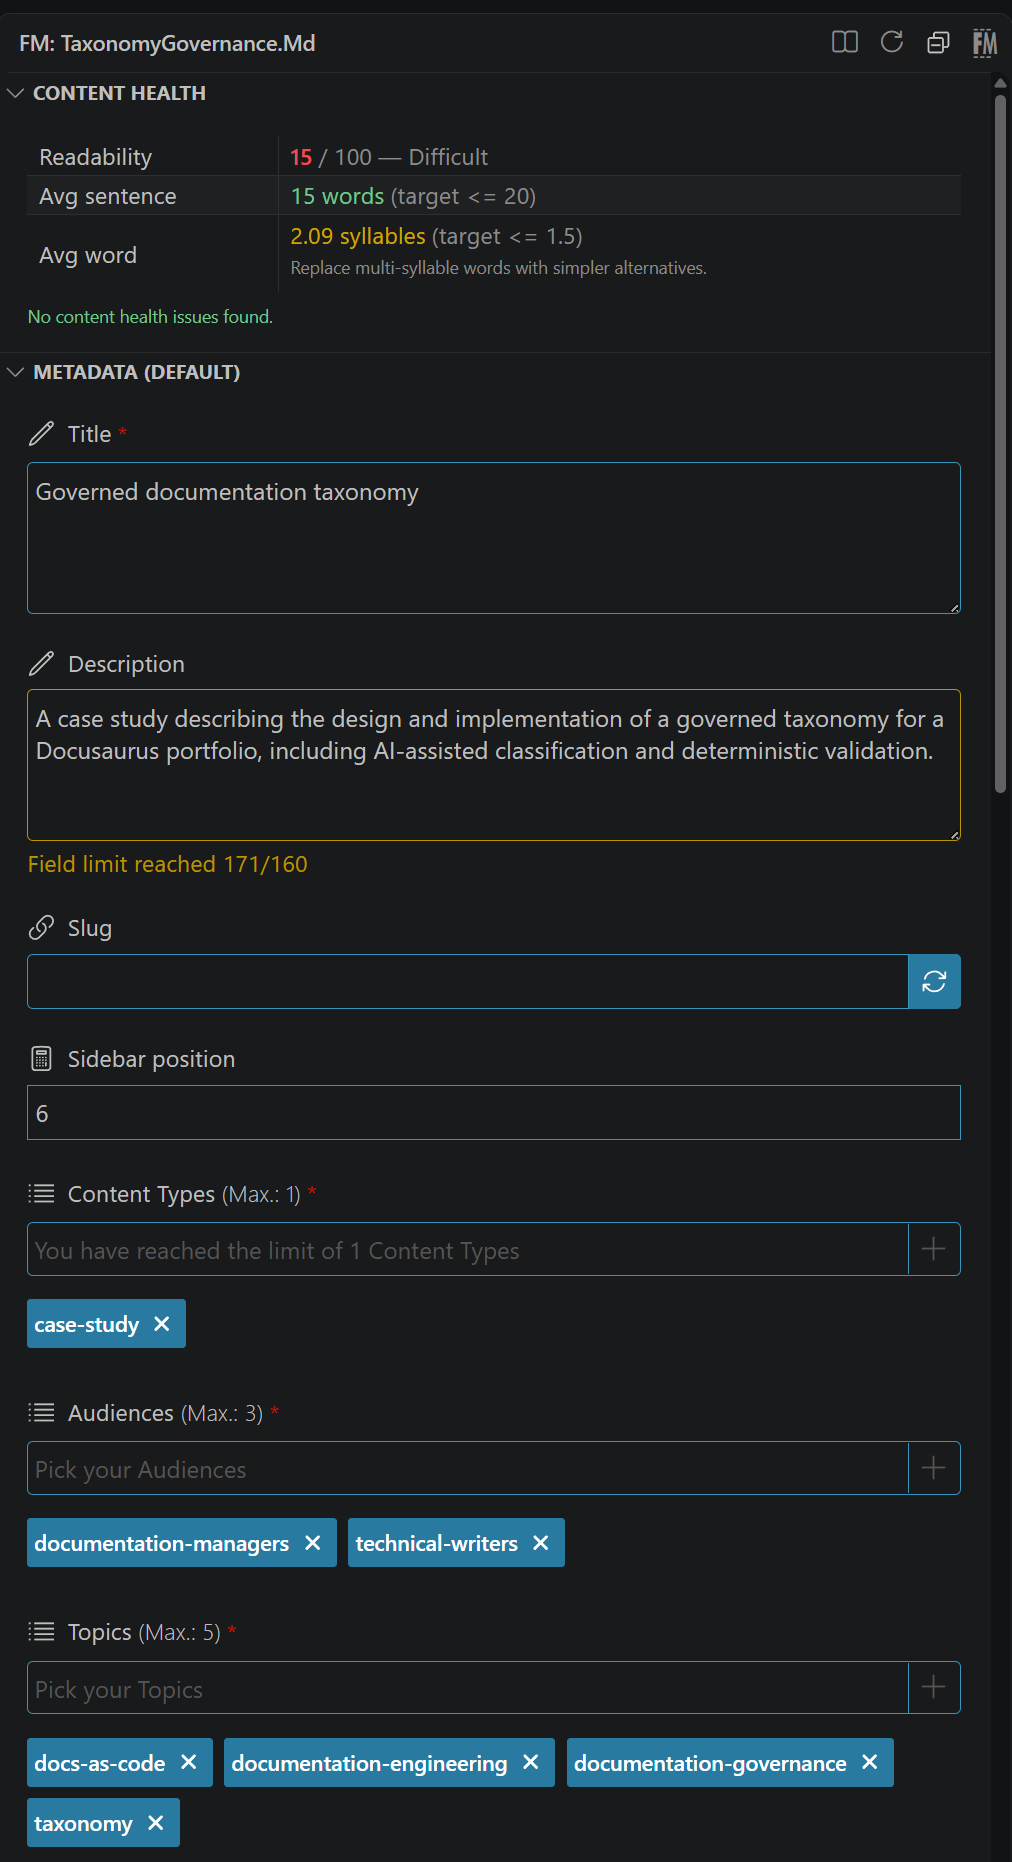 FM: TaxonomyGovernance.Md
FM
CONTENT HEALTH
Readability 15 / 100 — Difficult
Avg sentence 15 words (target <= 20)
Avg word 2.09 syllables (target <= 1.5)
Replace multi-syllable words with simpler alternatives.
No content health issues found.
METADATA (DEFAULT)
Title *
Governed documentation taxonomy
Description
A case study describing the design and implementation of a governed taxonomy for a
Docusaurus portfolio, including AI-assisted classification and deterministic validation.
Field limit reached 171/160
Slug
Sidebar position
6
Content Types (Max.: 1) *
You have reached the limit of 1 Content Types
case-study
Audiences (Max.: 3) *
Pick your Audiences
documentation-managers technical-writers
Topics (Max.: 5) *
Pick your Topics
docs-as-code documentation-engineering documentation-governance
taxonomy